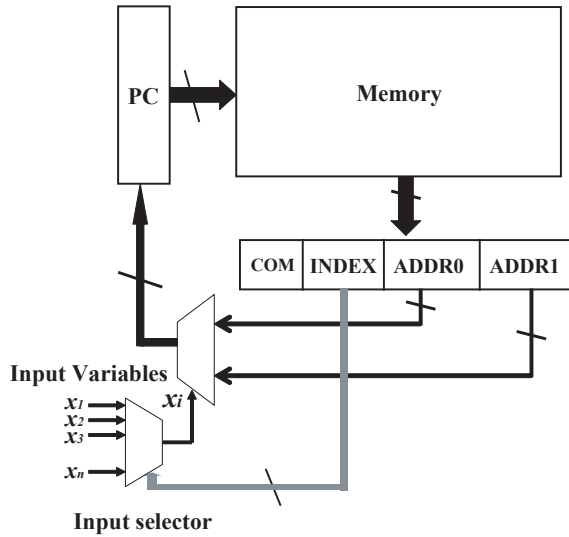 PC
Memory
COM INDEX ADDR0 ADDR1
Input Variables
x1
x2
x3
xn
xi
Input selector